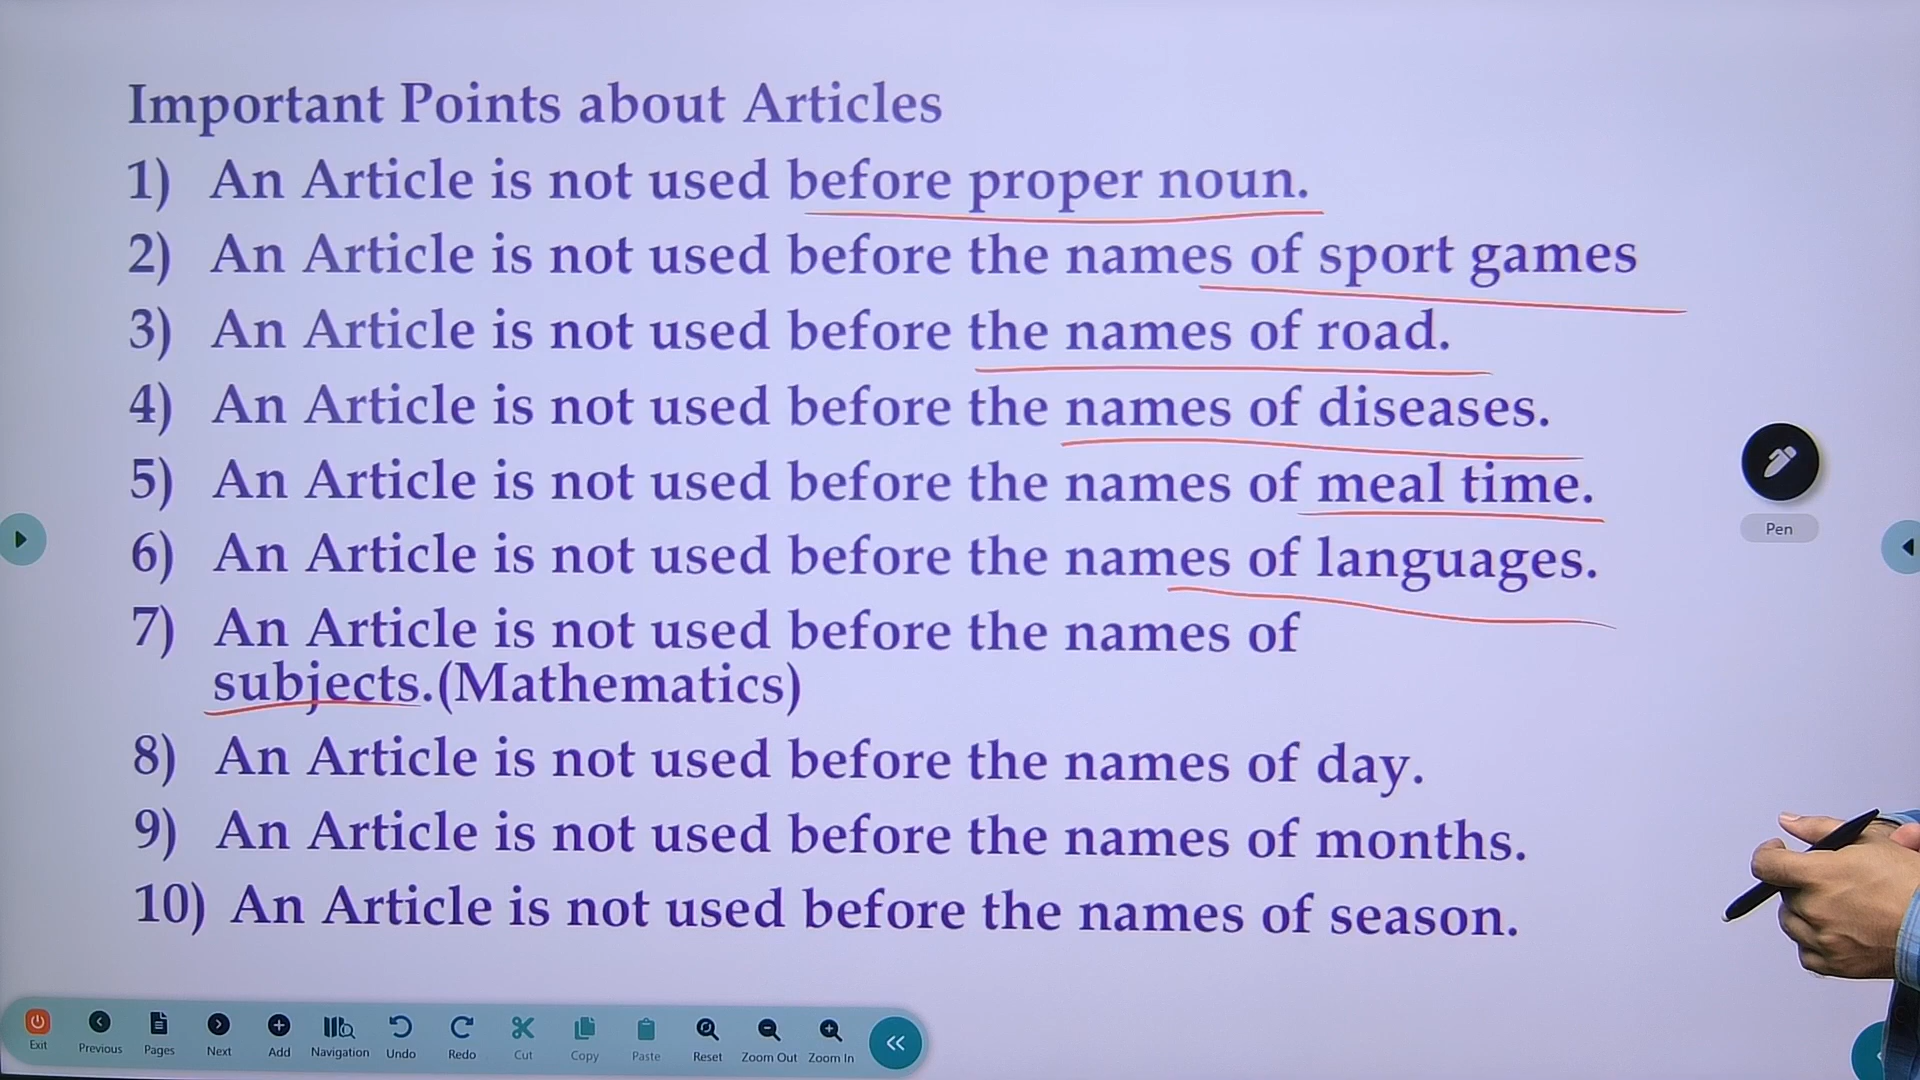 Important Points about Articles
1) An Article is not used before proper noun.
2) An Article is not used before the names of sport games
3) An Article is not used before the names of road.
4) An Article is not used before the names of diseases.
5) An Article is not used before the names of meal time.
6) An Article is not used before the names of languages.
7) An Article is not used before the names of
subjects.(Mathematics)
8) An Article is not used before the names of day.
9) An Article is not used before the names of months.
10) An Article is not used before the names of season.
Pen
Exit Previous Pages Next Add Navigation Undo Redo Cut Copy Paste Reset Zoom Out Zoom In